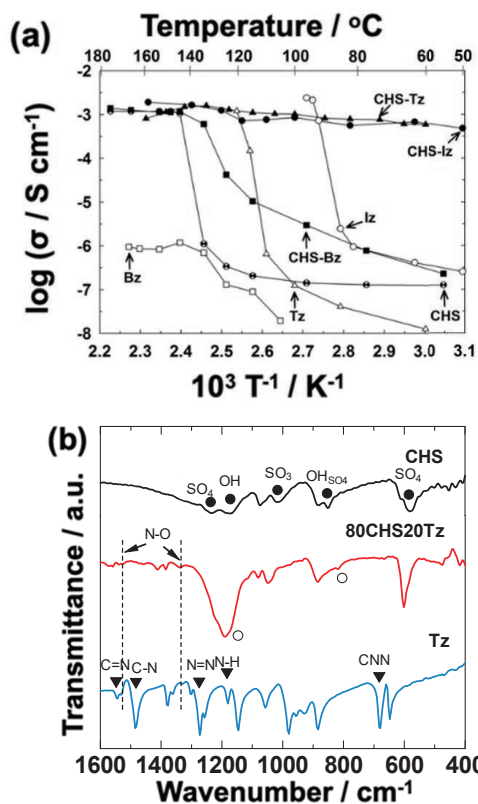 (a)
Temperature / °C
180 160 140 120 100 80 60 50
log (σ / S cm⁻¹)
-2
-3
-4
-5
-6
-7
-8
CHS-Tz
CHS-Iz
Iz
CHS-Bz
Bz
Tz
CHS
2.2 2.3 2.4 2.5 2.6 2.7 2.8 2.9 3.0 3.1
10³ T⁻¹ / K⁻¹
(b)
Transmittance / a.u.
CHS
SO₄ OH SO₃ OHSO4 SO₄
80CHS20Tz
N-O
Tz
C=N C-N N=N N-H CNN
1600 1400 1200 1000 800 600 400
Wavenumber / cm⁻¹